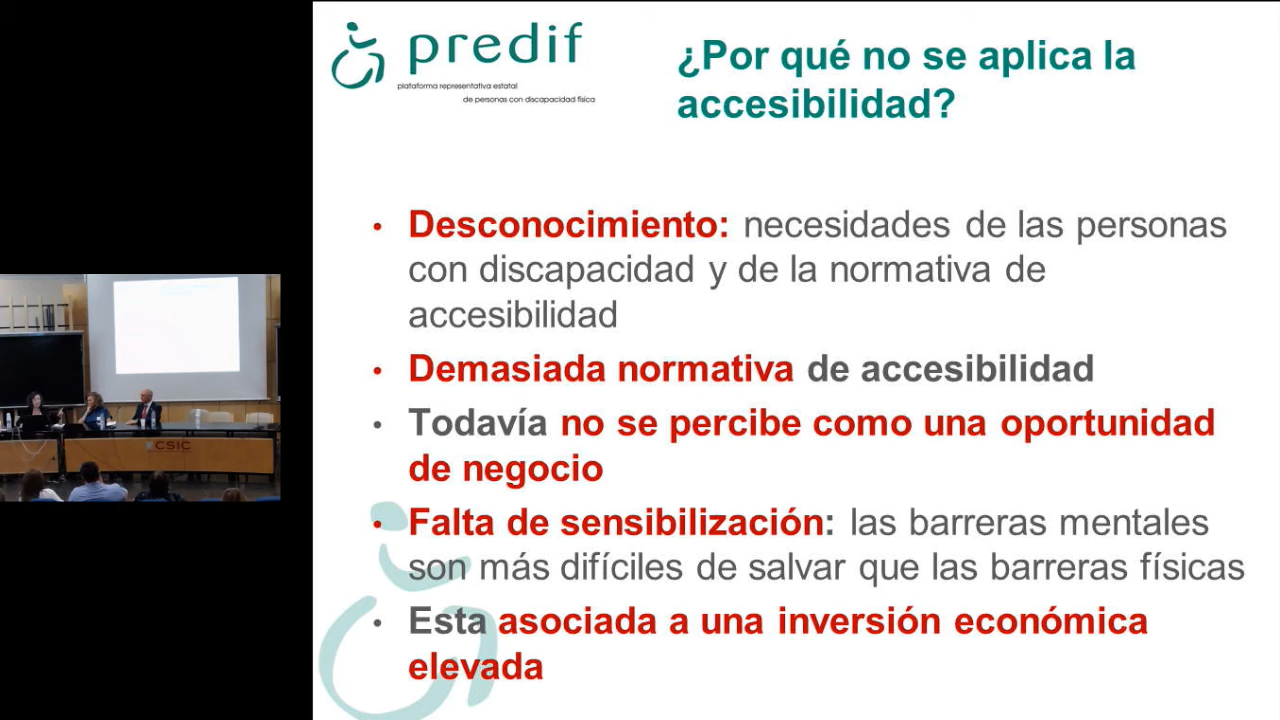 predif
plataforma representativa estatal
de personas con discapacidad física
¿Por qué no se aplica la
accesibilidad?
• Desconocimiento: necesidades de las personas
con discapacidad y de la normativa de
accesibilidad
• Demasiada normativa de accesibilidad
• Todavía no se percibe como una oportunidad
de negocio
• Falta de sensibilización: las barreras mentales
son más difíciles de salvar que las barreras físicas
• Esta asociada a una inversión económica
elevada
CSIC